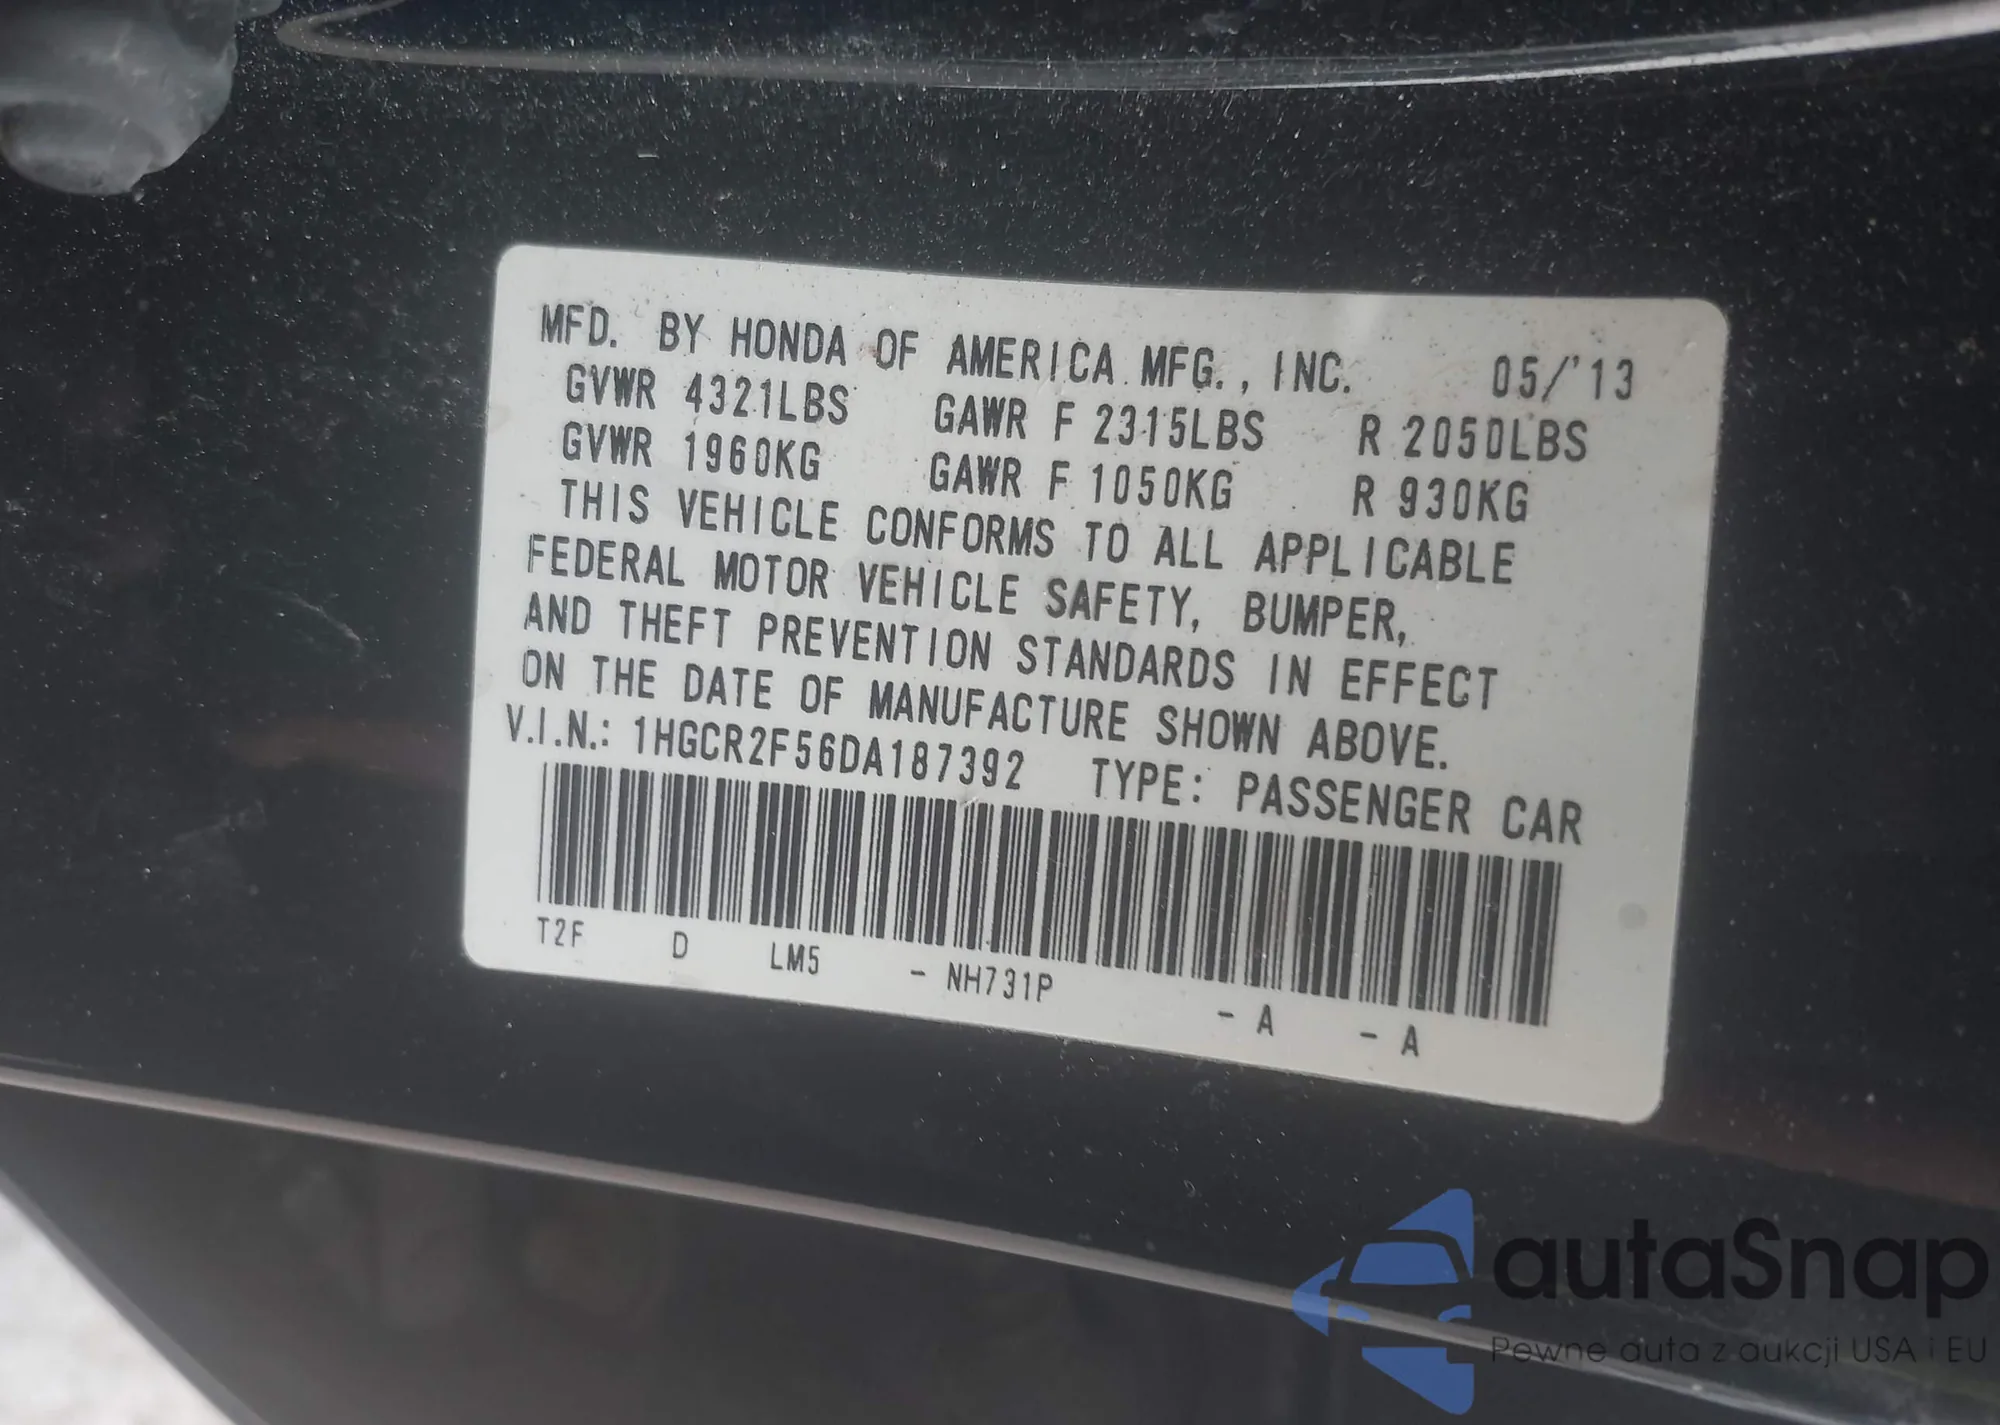 MFD. BY HONDA OF AMERICA MFG., INC. 05/'13
GVWR 4321LBS GAWR F 2315LBS R 2050LBS
GVWR 1960KG GAWR F 1050KG R 930KG
THIS VEHICLE CONFORMS TO ALL APPLICABLE
FEDERAL MOTOR VEHICLE SAFETY, BUMPER,
AND THEFT PREVENTION STANDARDS IN EFFECT
ON THE DATE OF MANUFACTURE SHOWN ABOVE.
V.I.N.: 1HGCR2F56DA187392 TYPE: PASSENGER CAR
T2F D LM5 - NH731P - A - A
autaSnap
Pewne auta z aukcji USA i EU